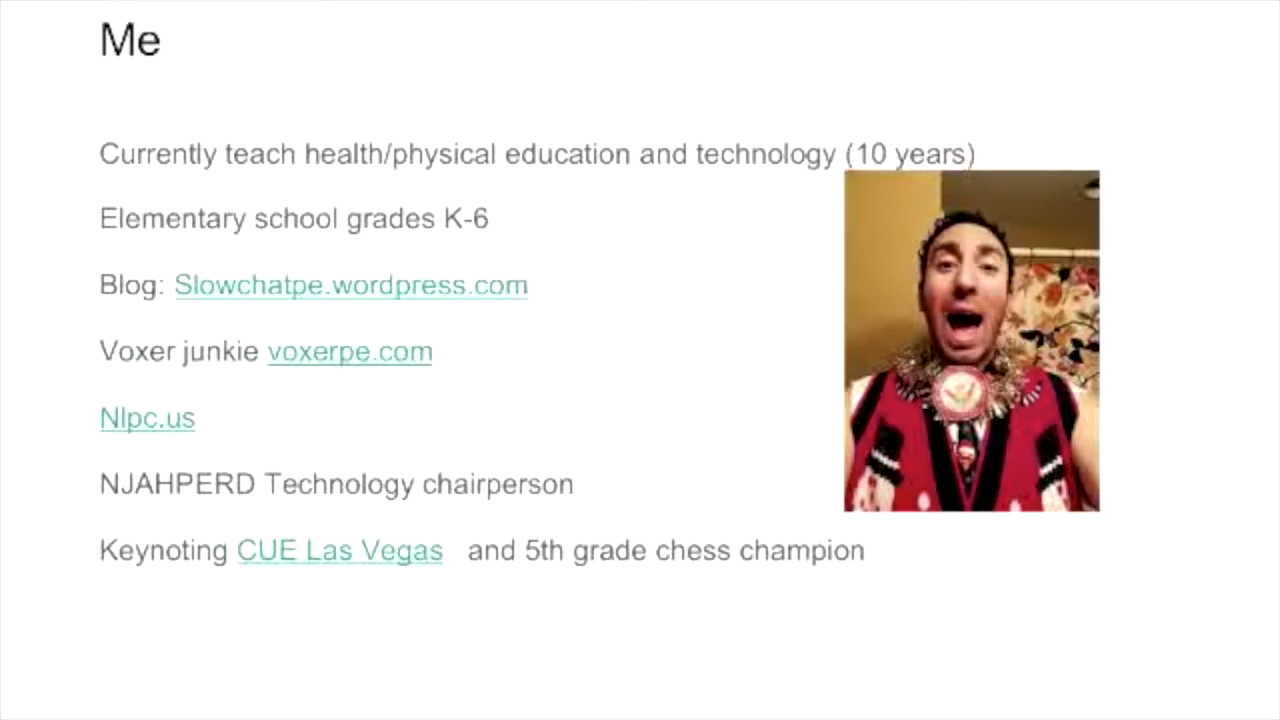 Me
Currently teach health/physical education and technology (10 years)
Elementary school grades K-6
Blog: Slowchatpe.wordpress.com
Voxer junkie voxerpe.com
Nlpc.us
NJAHPERD Technology chairperson
Keynoting CUE Las Vegas and 5th grade chess champion